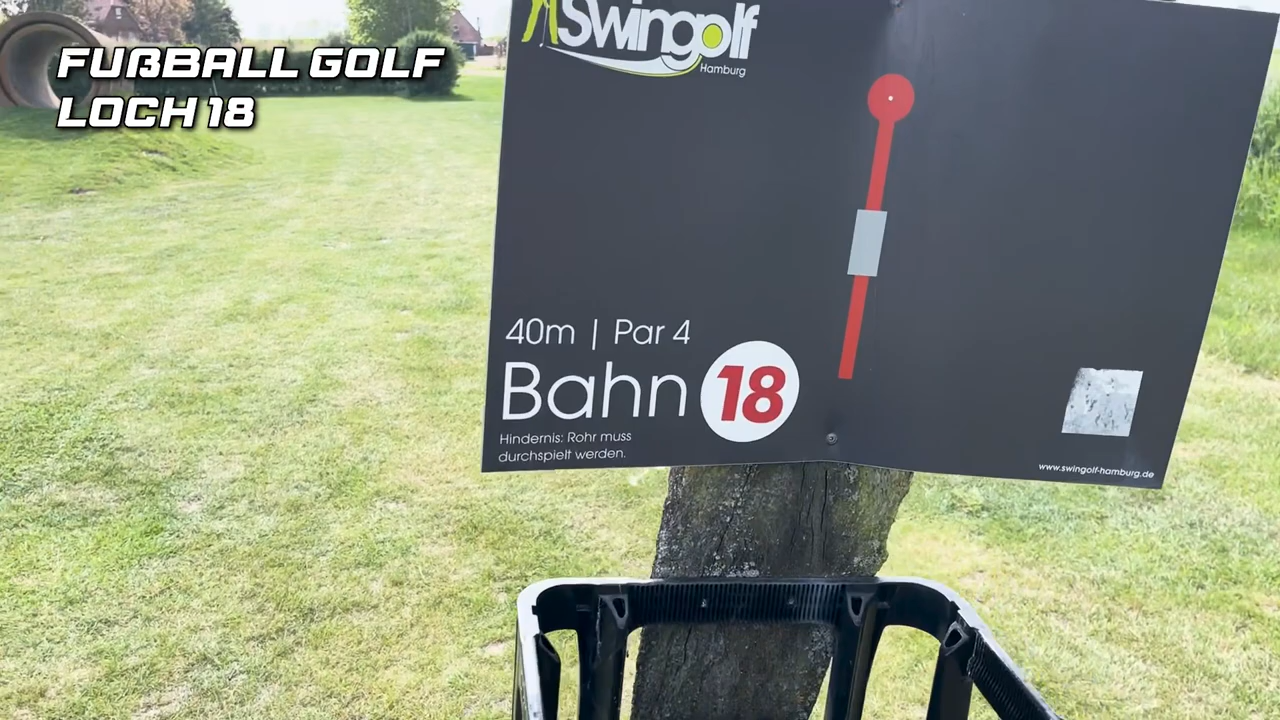 FUßBALL GOLF
LOCH 18
Swingolf
Hamburg
40m | Par 4
Bahn 18
Hindernis: Rohr muss
durchspielt werden.
www.swingolf-hamburg.de